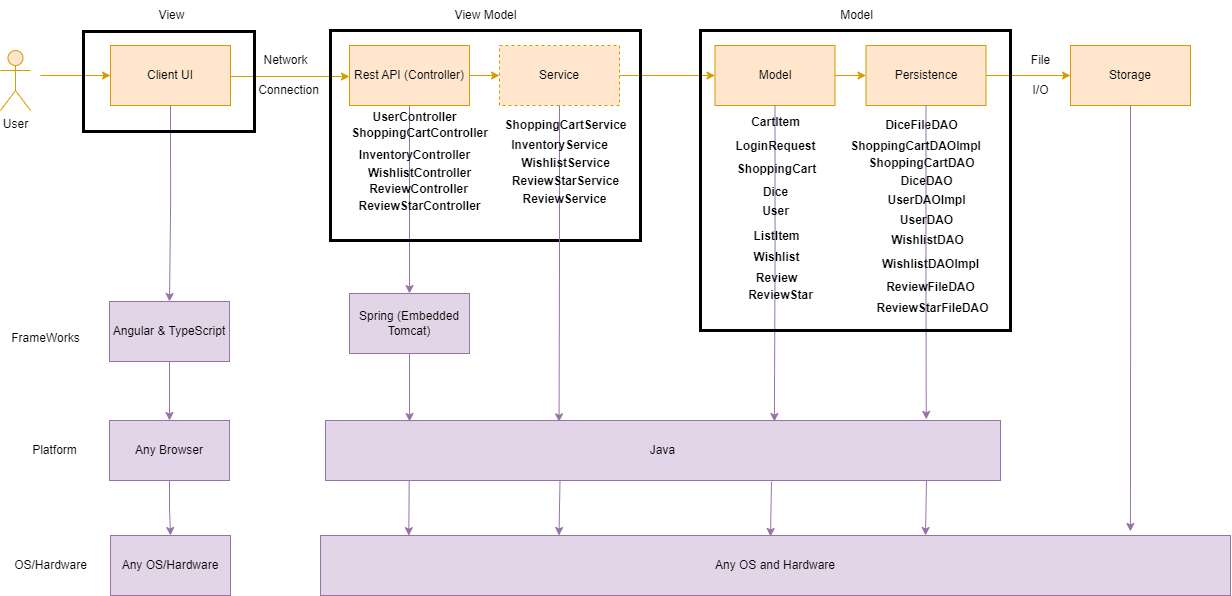 View
View Model
Model
Client UI
Network
Connection
Rest API (Controller)
Service
Model
Persistence
File
I/O
Storage
User
UserController
ShoppingCartController
InventoryController
WishlistController
ReviewController
ReviewStarController
ShoppingCartService
InventoryService
WishlistService
ReviewStarService
ReviewService
CartItem
LoginRequest
ShoppingCart
Dice
User
ListItem
Wishlist
Review
ReviewStar
DiceFileDAO
ShoppingCartDAOImpl
ShoppingCartDAO
DiceDAO
UserDAOImpl
UserDAO
WishlistDAO
WishlistDAOImpl
ReviewFileDAO
ReviewStarFileDAO
FrameWorks
Angular & TypeScript
Spring (Embedded
Tomcat)
Platform
Any Browser
Java
OS/Hardware
Any OS/Hardware
Any OS and Hardware